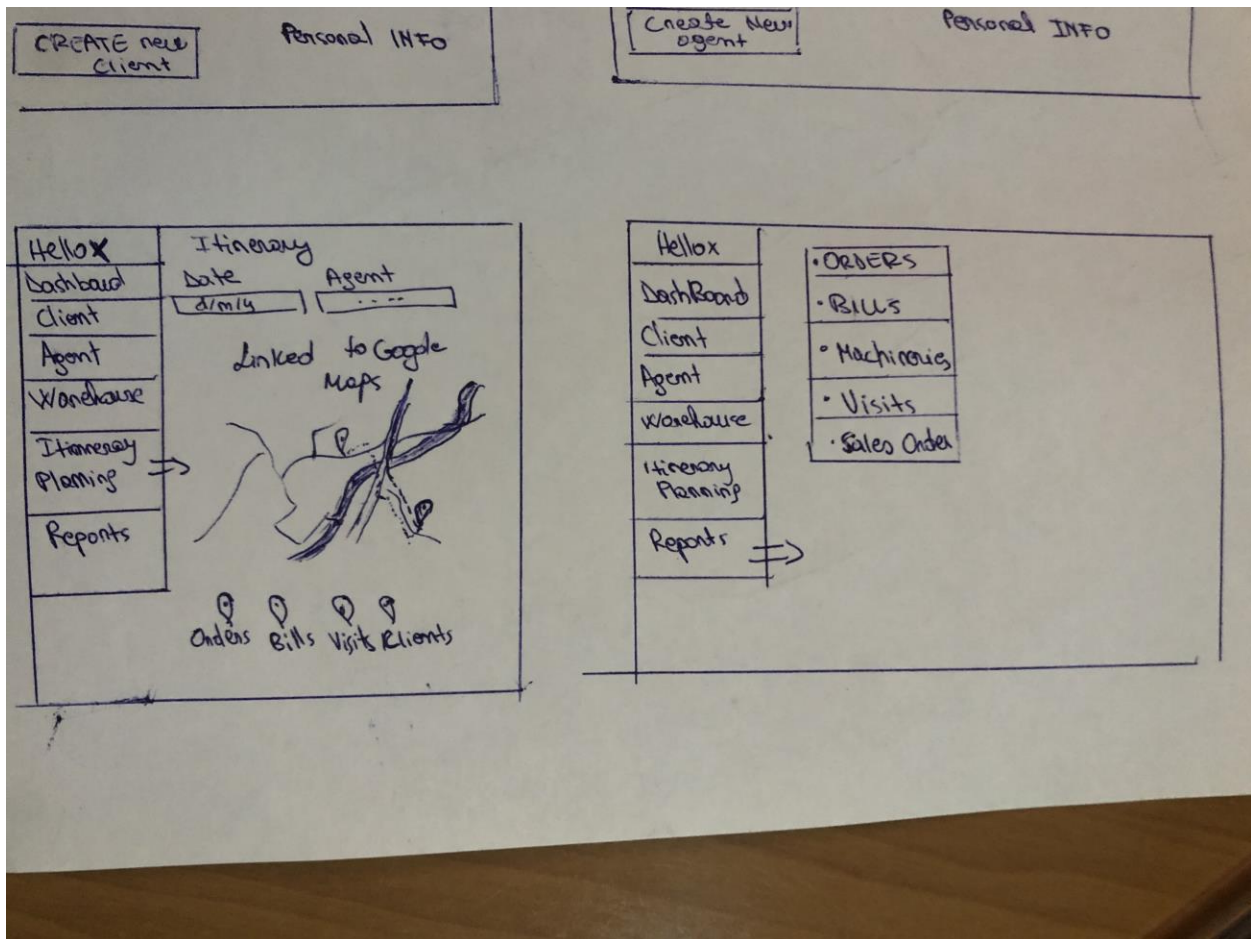 CREATE new
Client
Personal INFO
Create New
agent
Personal INFO
Hellox
Dashboard
Client
Agent
Warehouse
Itinerary
Planning
Reports
Itinerary
Date
Agent
d/m/y
....
Linked to Google
Maps
Orders Bills Visits Clients
Hellox
DashBoard
Client
Agent
Warehouse
Itinerary
Planning
Reports
• ORDERS
• BILLS
• Machineries
• Visits
• Sales Order